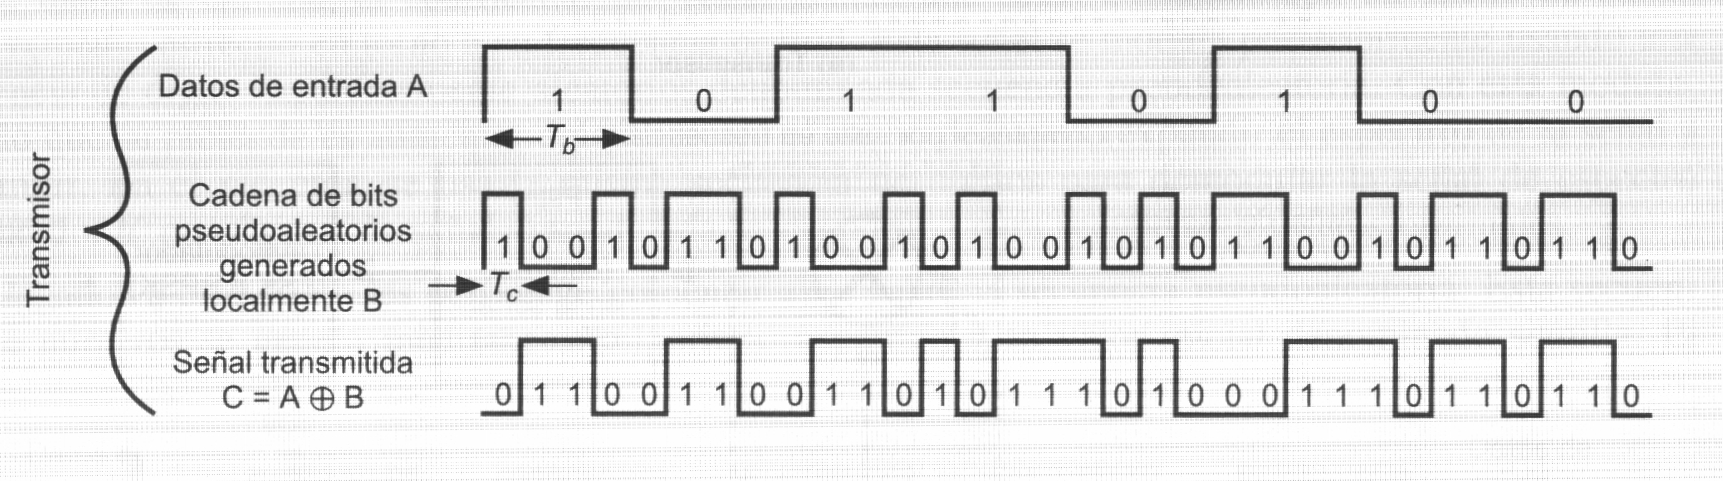 Transmisor
Datos de entrada A
1 0 1 1 0 1 0 0
T_b
Cadena de bits
pseudoaleatorios
generados
localmente B
1 0 0 1 0 1 1 0 1 0 0 1 0 1 0 0 1 0 1 0 1 1 0 0 1 0 1 1 0 1 1 0
T_c
Señal transmitida
C = A ⊕ B
0 1 1 0 0 1 1 0 0 1 1 0 1 0 1 1 1 0 1 0 0 0 1 1 1 0 1 1 0 1 1 0